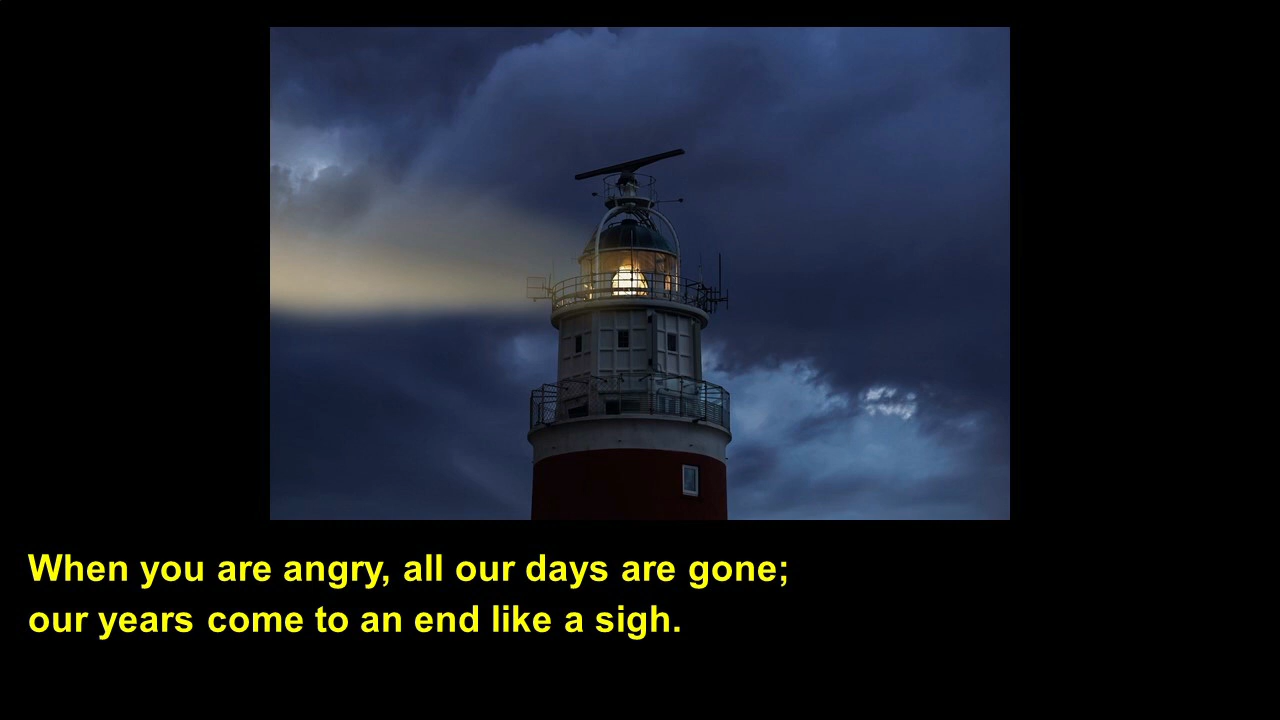 When you are angry, all our days are gone;
our years come to an end like a sigh.